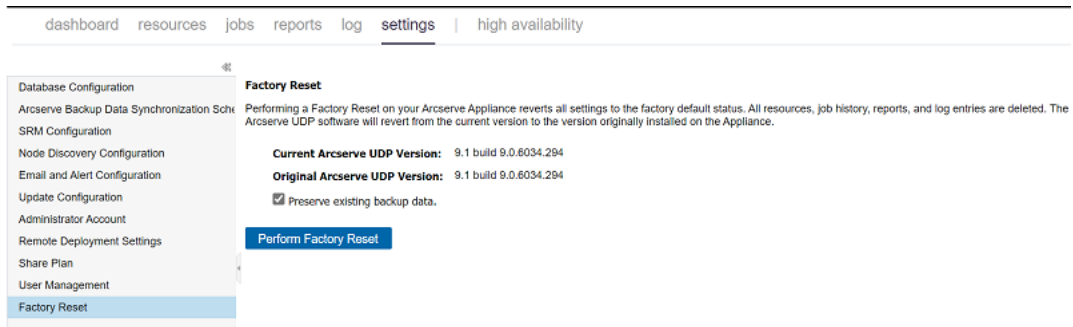 dashboard resources jobs reports log settings | high availability
Database Configuration
Arcserve Backup Data Synchronization Sche
SRM Configuration
Node Discovery Configuration
Email and Alert Configuration
Update Configuration
Administrator Account
Remote Deployment Settings
Share Plan
User Management
Factory Reset
Factory Reset
Performing a Factory Reset on your Arcserve Appliance reverts all settings to the factory default status. All resources, job history, reports, and log entries are deleted. The
Arcserve UDP software will revert from the current version to the version originally installed on the Appliance.
Current Arcserve UDP Version: 9.1 build 9.0.6034.294
Original Arcserve UDP Version: 9.1 build 9.0.6034.294
Preserve existing backup data.
Perform Factory Reset